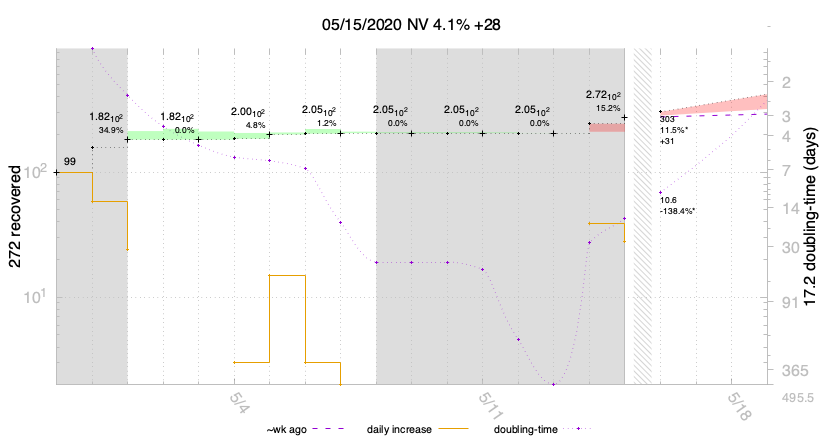 05/15/2020 NV 4.1% +28
1.82₁₀2 1.82₁₀2 2.00₁₀2 2.05₁₀2 2.05₁₀2 2.05₁₀2 2.05₁₀2 2.72₁₀2
34.9% 0.0% 4.8% 1.2% 0.0% 0.0% 0.0% 15.2%
99
303
11.5%*
+31
10.6
-138.4%*
10²
10¹
272 recovered
2
3
4
7
14
30
91
365
495.5
17.2 doubling-time (days)
5/4 5/11 5/18
~wk ago daily increase doubling-time